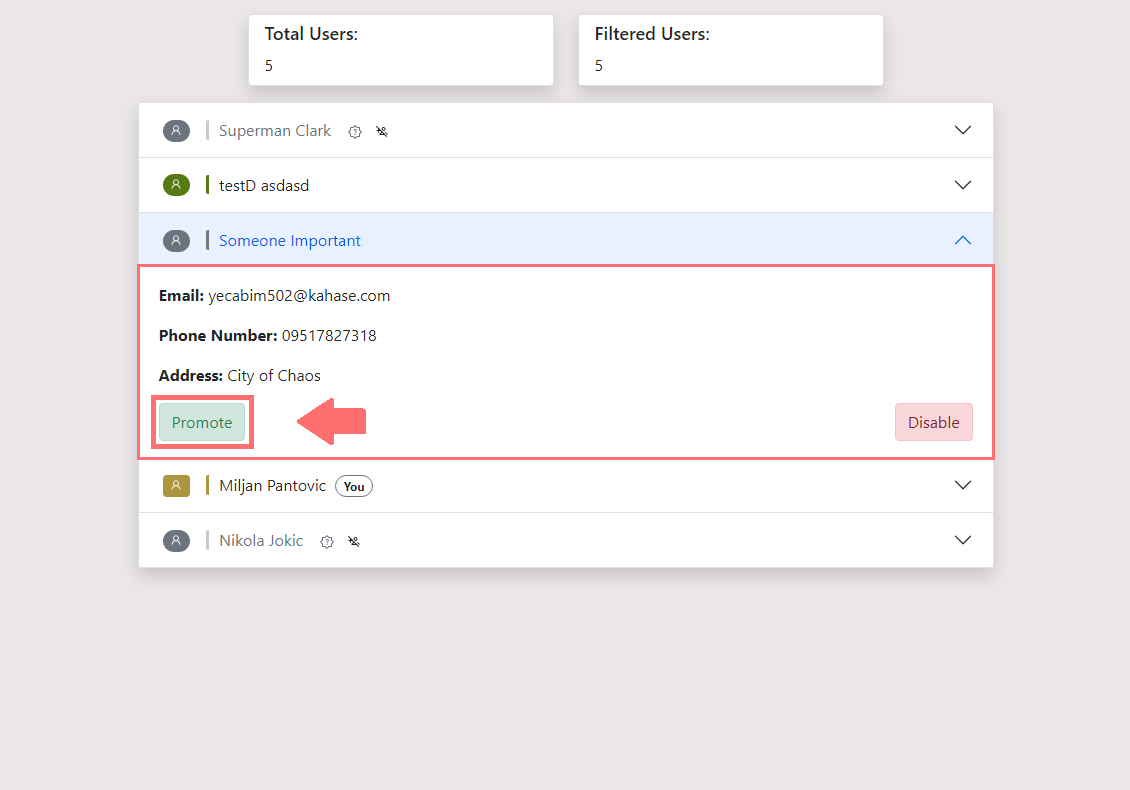 Total Users:
5
Filtered Users:
5
Superman Clark
testD asdasd
Someone Important
Email: yecabim502@kahase.com
Phone Number: 09517827318
Address: City of Chaos
Promote
Disable
Miljan Pantovic You
Nikola Jokic